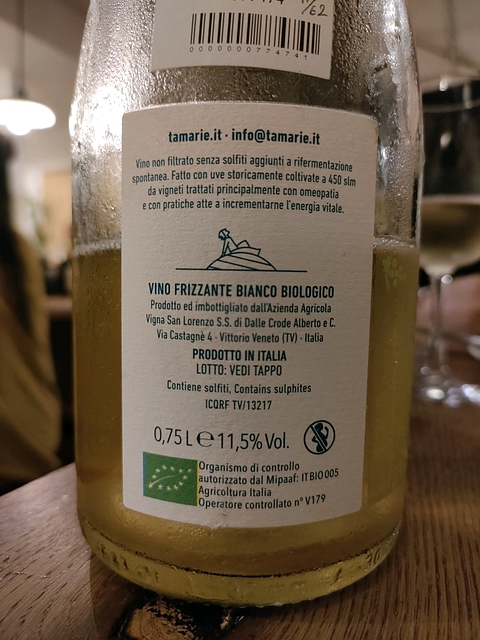 62
0000000774741
tamarie.it · info@tamarie.it
Vino non filtrato senza solfiti aggiunti a rifermentazione
spontanea. Fatto con uve storicamente coltivate a 450 slm
da vigneti trattati principalmente con omeopatia
e con pratiche atte a incrementarne l'energia vitale.
VINO FRIZZANTE BIANCO BIOLOGICO
Prodotto ed imbottigliato dall'Azienda Agricola
Vigna San Lorenzo S.S. di Dalle Crode Alberto e C.
Via Castagnè 4 · Vittorio Veneto (TV) · Italia
PRODOTTO IN ITALIA
LOTTO: VEDI TAPPO
Contiene solfiti, Contains sulphites
ICQRF TV/13217
0,75 L ℮ 11,5% Vol.
Organismo di controllo
autorizzato dal Mipaaf: IT BIO 005
Agricoltura Italia
Operatore controllato n° V179